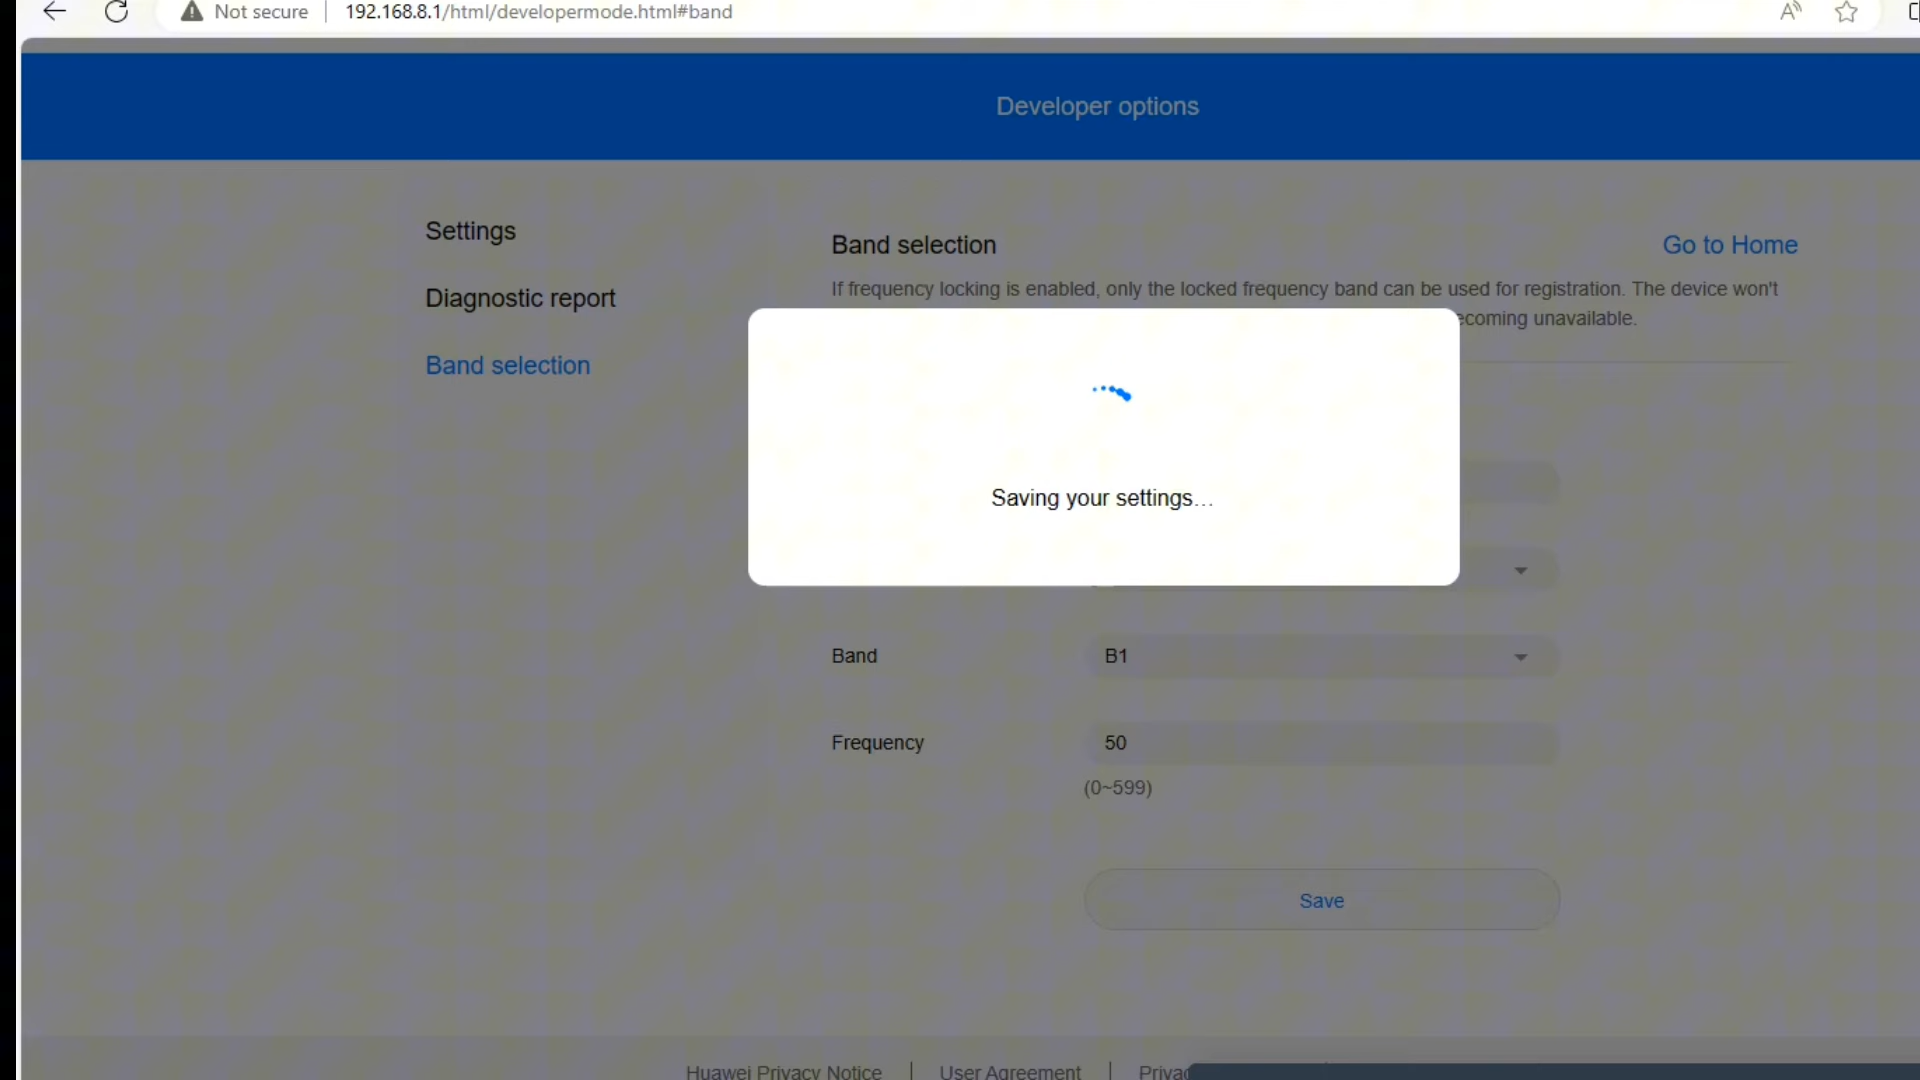 Not secure
192.168.8.1/html/developermode.html#band
Developer options
Settings
Diagnostic report
Band selection
Band selection
Go to Home
If frequency locking is enabled, only the locked frequency band can be used for registration. The device won't
ecoming unavailable.
Saving your settings...
Band
B1
Frequency
50
(0~599)
Save
Huawei Privacy Notice
User Agreement